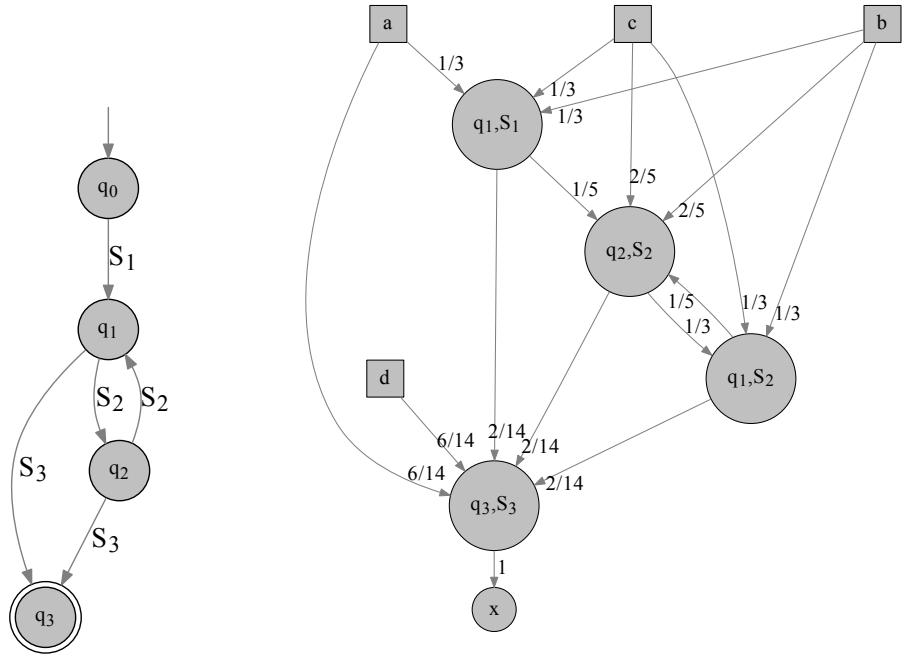 a
c
b
1/3
1/3
1/3
q₁,S₁
q₀
1/5
2/5
2/5
S₁
q₂,S₂
1/5
1/3
1/3
1/3
q₁
d
q₁,S₂
S₂
S₂
6/14
2/14
2/14
q₂
S₃
6/14
2/14
q₃,S₃
S₃
1
q₃
x